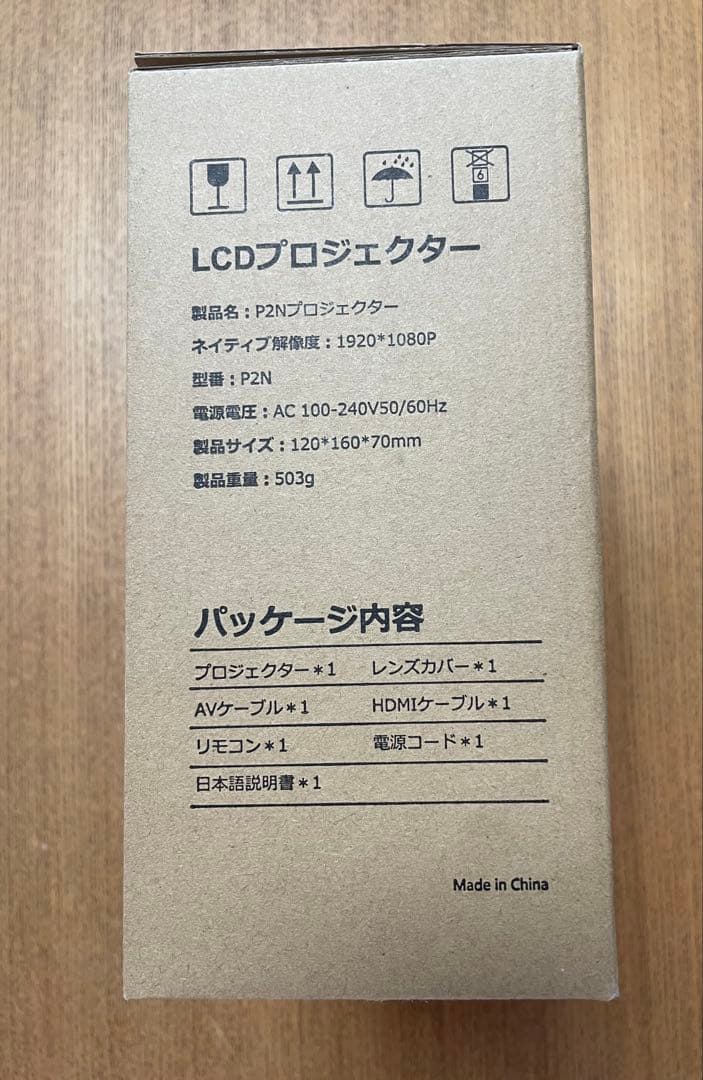 6
LCDプロジェクター
製品名：P2Nプロジェクター
ネイティブ解像度：1920*1080P
型番：P2N
電源電圧：AC 100-240V50/60Hz
製品サイズ：120*160*70mm
製品重量：503g
パッケージ内容
プロジェクター＊1 レンズカバー＊1
AVケーブル＊1 HDMIケーブル＊1
リモコン＊1 電源コード＊1
日本語説明書＊1
Made in China